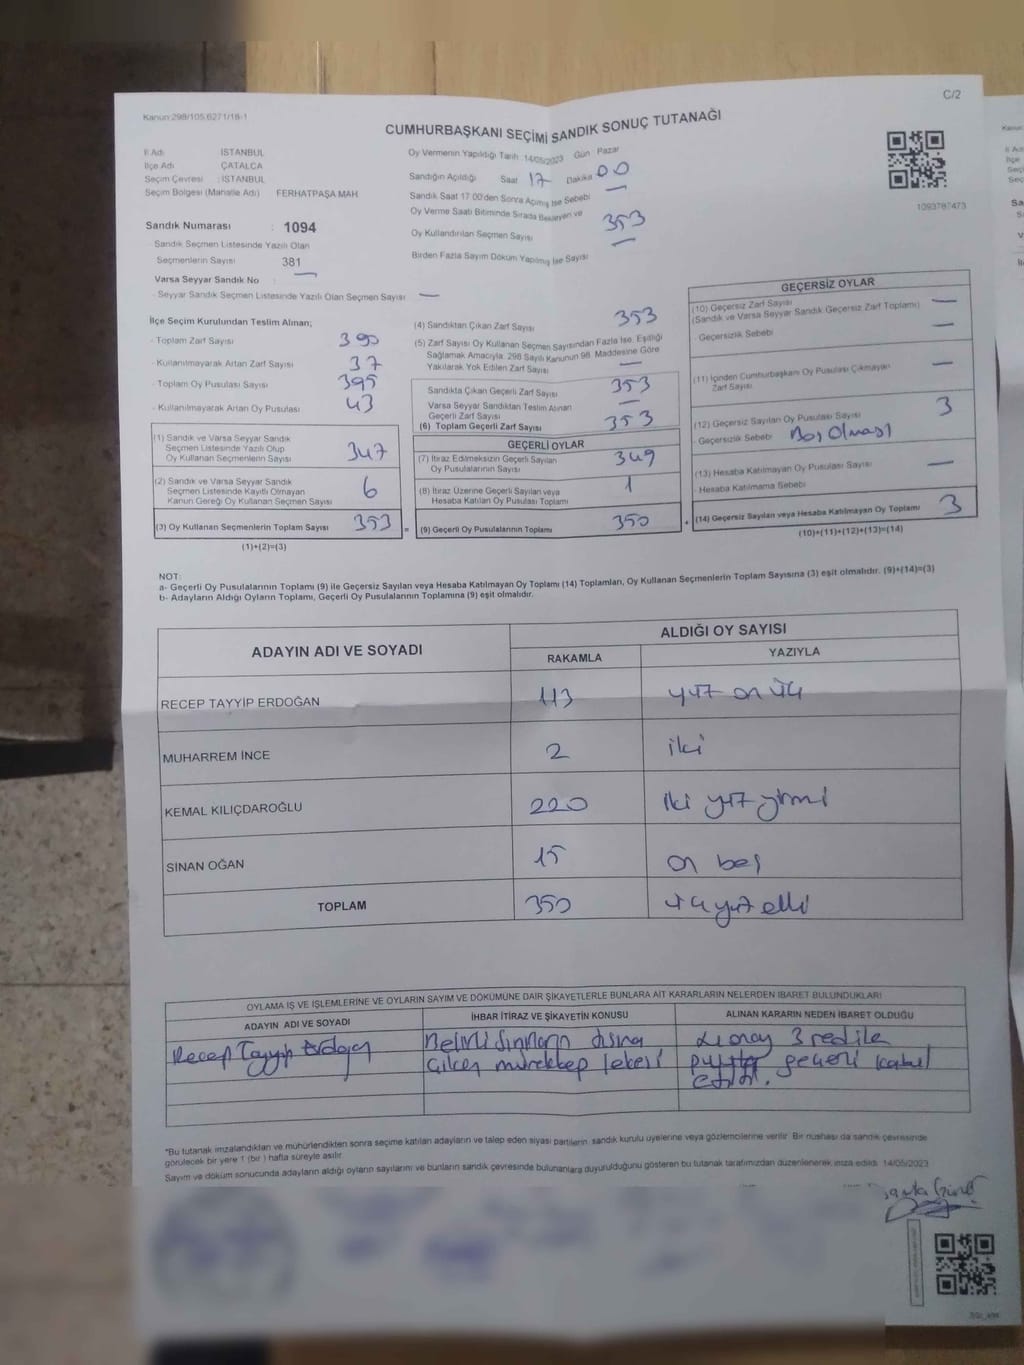 C/2
Kanun:298/105,6271/18-1
CUMHURBAŞKANI SEÇİMİ SANDIK SONUÇ TUTANAĞI
İl Adı İSTANBUL
İlçe Adı ÇATALCA
Seçim Çevresi : İSTANBUL
Seçim Bölgesi (Mahalle Adı) FERHATPAŞA MAH.
Oy Vermenin Yapıldığı Tarih 14/05/2023 Gün Pazar
Sandığın Açıldığı Saat 17 Dakika 00
Sandık Saat 17:00'den Sonra Açılmış İse Sebebi —
Oy Verme Saati Bitiminde Sırada Bekleyen ve
Oy Kullandırılan Seçmen Sayısı 353
Birden Fazla Sayım Döküm Yapılmış İse Sayısı —
1093787473
Sandık Numarası : 1094
- Sandık Seçmen Listesinde Yazılı Olan
Seçmenlerin Sayısı 381
Varsa Seyyar Sandık No : —
- Seyyar Sandık Seçmen Listesinde Yazılı Olan Seçmen Sayısı —
İlçe Seçim Kurulundan Teslim Alınan;
- Toplam Zarf Sayısı 390
- Kullanılmayarak Artan Zarf Sayısı 37
- Toplam Oy Pusulası Sayısı 395
- Kullanılmayarak Artan Oy Pusulası 43
(1) Sandık ve Varsa Seyyar Sandık
Seçmen Listesinde Yazılı Olup
Oy Kullanan Seçmenlerin Sayısı 347
(2) Sandık ve Varsa Seyyar Sandık
Seçmen Listesinde Kayıtlı Olmayan
Kanun Gereği Oy Kullanan Seçmen Sayısı 6
(3) Oy Kullanan Seçmenlerin Toplam Sayısı 353 =
(1)+(2)=(3)
(4) Sandıktan Çıkan Zarf Sayısı 353
(5) Zarf Sayısı Oy Kullanan Seçmen Sayısından Fazla İse, Eşitliği
Sağlamak Amacıyla, 298 Sayılı Kanunun 98. Maddesine Göre
Yakılarak Yok Edilen Zarf Sayısı —
Sandıkta Çıkan Geçerli Zarf Sayısı 353
Varsa Seyyar Sandıktan Teslim Alınan
Geçerli Zarf Sayısı —
(6) Toplam Geçerli Zarf Sayısı 353
GEÇERLİ OYLAR
(7) İtiraz Edilmeksizin Geçerli Sayılan
Oy Pusulalarının Sayısı 349
(8) İtiraz Üzerine Geçerli Sayılan veya
Hesaba Katılan Oy Pusulası Toplamı 1
(9) Geçerli Oy Pusulalarının Toplamı 350 +
GEÇERSİZ OYLAR
(10) Geçersiz Zarf Sayısı
(Sandık ve Varsa Seyyar Sandık Geçersiz Zarf Toplamı) —
- Geçersizlik Sebebi —
(11) İçinden Cumhurbaşkanı Oy Pusulası Çıkmayan
Zarf Sayısı —
(12) Geçersiz Sayılan Oy Pusulası Sayısı 3
- Geçersizlik Sebebi Boş Olması
(13) Hesaba Katılmayan Oy Pusulası Sayısı —
- Hesaba Katılmama Sebebi
(14) Geçersiz Sayılan veya Hesaba Katılmayan Oy Toplamı 3
(10)+(11)+(12)+(13)=(14)
NOT:
a- Geçerli Oy Pusulalarının Toplamı (9) ile Geçersiz Sayılan veya Hesaba Katılmayan Oy Toplamı (14) Toplamları, Oy Kullanan Seçmenlerin Toplam Sayısına (3) eşit olmalıdır. (9)+(14)=(3)
b- Adayların Aldığı Oyların Toplamı, Geçerli Oy Pusulalarının Toplamına (9) eşit olmalıdır.
ADAYIN ADI VE SOYADI ALDIĞI OY SAYISI
RAKAMLA YAZIYLA
RECEP TAYYİP ERDOĞAN 113 yüz on üç
MUHARREM İNCE 2 iki
KEMAL KILIÇDAROĞLU 220 iki yüz yirmi
SİNAN OĞAN 15 on beş
TOPLAM 350 üç yüz elli
OYLAMA İŞ VE İŞLEMLERİNE VE OYLARIN SAYIM VE DÖKÜMÜNE DAİR ŞİKAYETLERLE BUNLARA AİT KARARLARIN NELERDEN İBARET BULUNDUKLARI
ADAYIN ADI VE SOYADI İHBAR İTİRAZ VE ŞİKAYETİN KONUSU ALINAN KARARIN NEDEN İBARET OLDUĞU
Recep Tayyip Erdoğan Belirli sınırların dışına 4 onay 3 red ile
çıkan mürekkep lekesi geçerli kabul
edildi.
*Bu tutanak imzalandıktan ve mühürlendikten sonra seçime katılan adayların ve talep eden siyasi partilerin, sandık kurulu üyelerine veya gözlemcilerine verilir. Bir nüshası da sandık çevresinde
görülecek bir yere 1 (bir) hafta süreyle asılır.
Sayım ve döküm sonucunda adayların aldığı oyların sayılarını ve bunların sandık çevresinde bulunanlara duyurulduğunu gösteren bu tutanak tarafımızdan düzenlenerek imza edildi. 14/05/2023